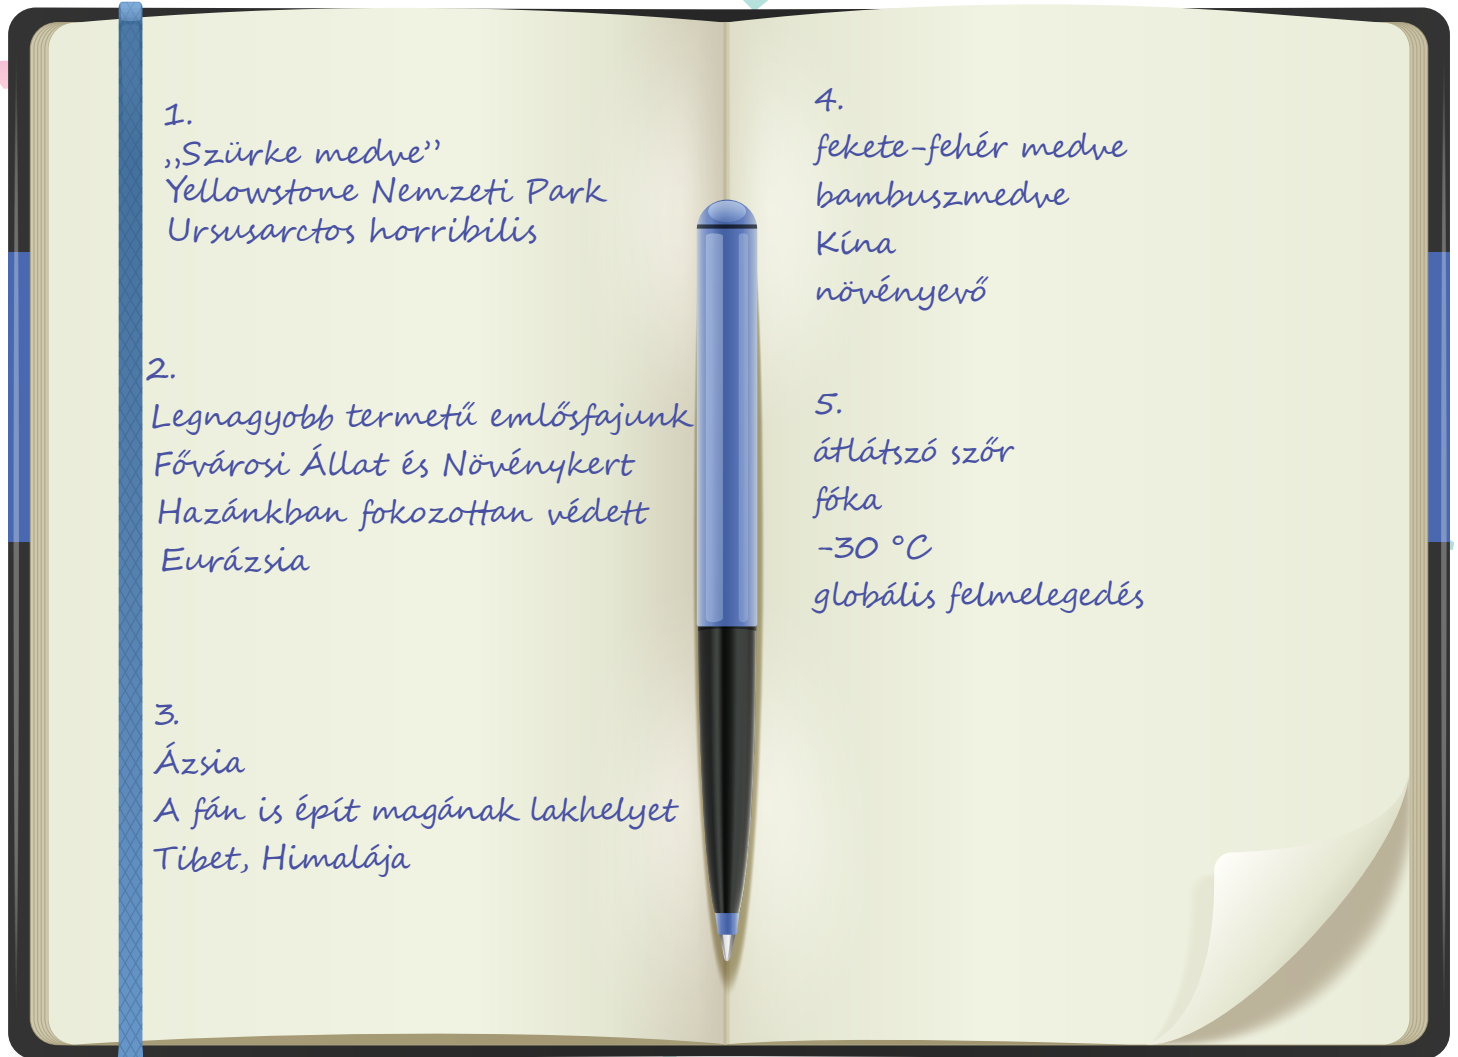 1.
„Szürke medve”
Yellowstone Nemzeti Park
Ursusarctos horribilis
2.
Legnagyobb termetű emlősfajunk
Fővárosi Állat és Növénykert
Hazánkban fokozottan védett
Eurázsia
3.
Ázsia
A fán is épít magának lakhelyet
Tibet, Himalája
4.
fekete-fehér medve
bambuszmedve
Kína
növényevő
5.
átlátszó szőr
fóka
-30 °C
globális felmelegedés